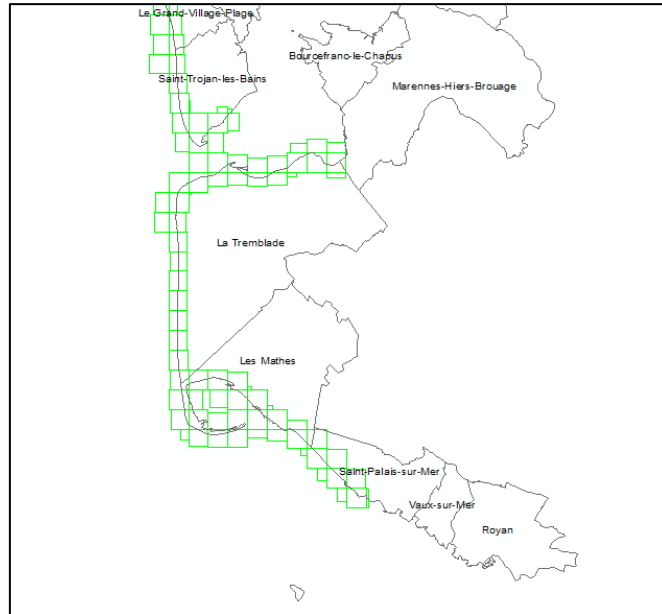 Le Grand-Village-Plage
Bourcefranc-le-Chapus
Saint-Trojan-les-Bains
Marennes-Hiers-Brouage
La Tremblade
Les Mathes
Saint-Palais-sur-Mer
Vaux-sur-Mer
Royan